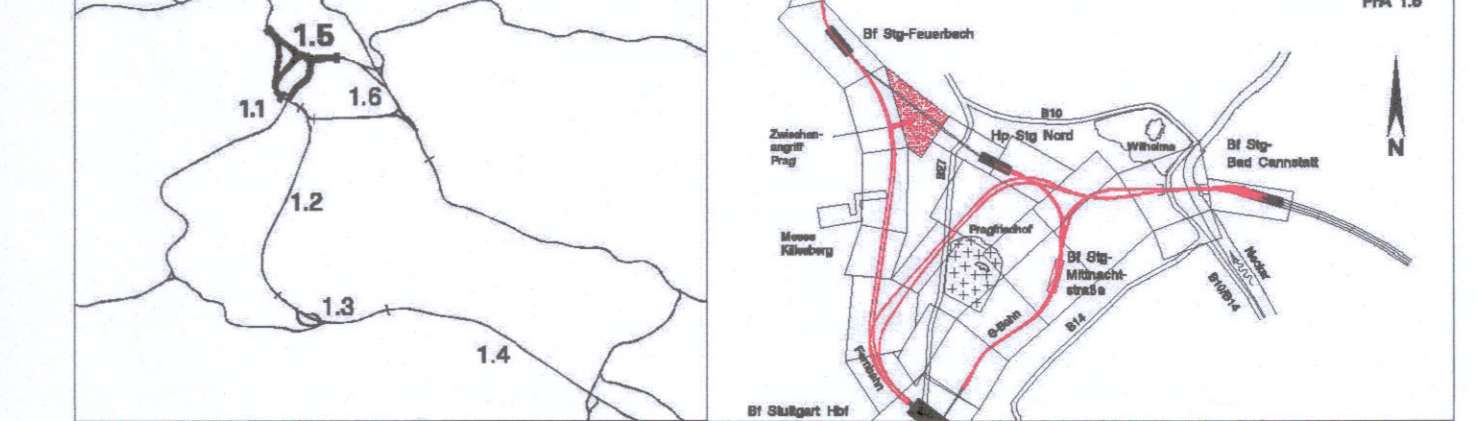 1.5
1.1
1.6
1.2
1.3
1.4
PFA 1.5
Bf Stg-Feuerbach
B10
Zwischen-
angriff
Prag
Hp-Stg Nord
Wilhelma
Bf Stg-
Bad Cannstatt
N
B27
Messe
Killesberg
Pragfriedhof
Bf Stg-
Mittnacht-
straße
Neckar
B10/B14
S-Bahn
B14
Fernbahn
Bf Stuttgart Hbf